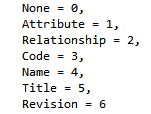 None = 0,
Attribute = 1,
Relationship = 2,
Code = 3,
Name = 4,
Title = 5,
Revision = 6